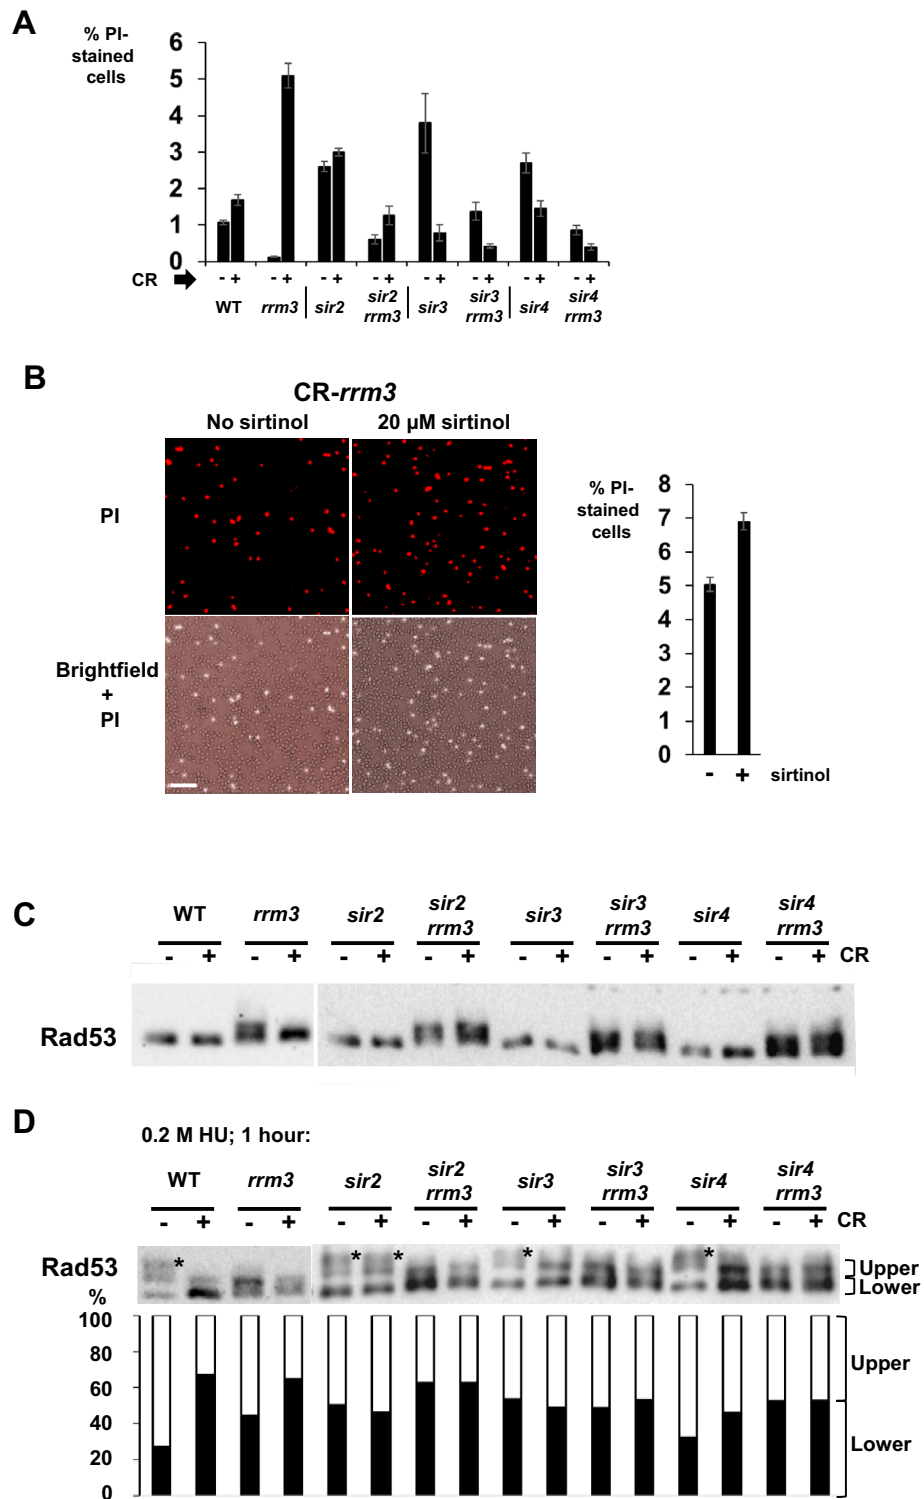 A
% PI-
stained
cells
6
5
4
3
2
1
0
CR - + - + - + - + - + - + - + - +
WT rrm3 sir2 sir2 rrm3 sir3 sir3 rrm3 sir4 sir4 rrm3
B
CR-rrm3
No sirtinol 20 µM sirtinol
PI
Brightfield
+
PI
% PI-
stained
cells
8
7
6
5
4
3
2
1
0
- + sirtinol
C
WT rrm3 sir2 sir2 rrm3 sir3 sir3 rrm3 sir4 sir4 rrm3
- + - + - + - + - + - + - + - + CR
Rad53
D
0.2 M HU; 1 hour:
WT rrm3 sir2 sir2 rrm3 sir3 sir3 rrm3 sir4 sir4 rrm3
- + - + - + - + - + - + - + - + CR
* * * * *
Rad53
Upper
Lower
%
100
80
60
40
20
0
Upper
Lower